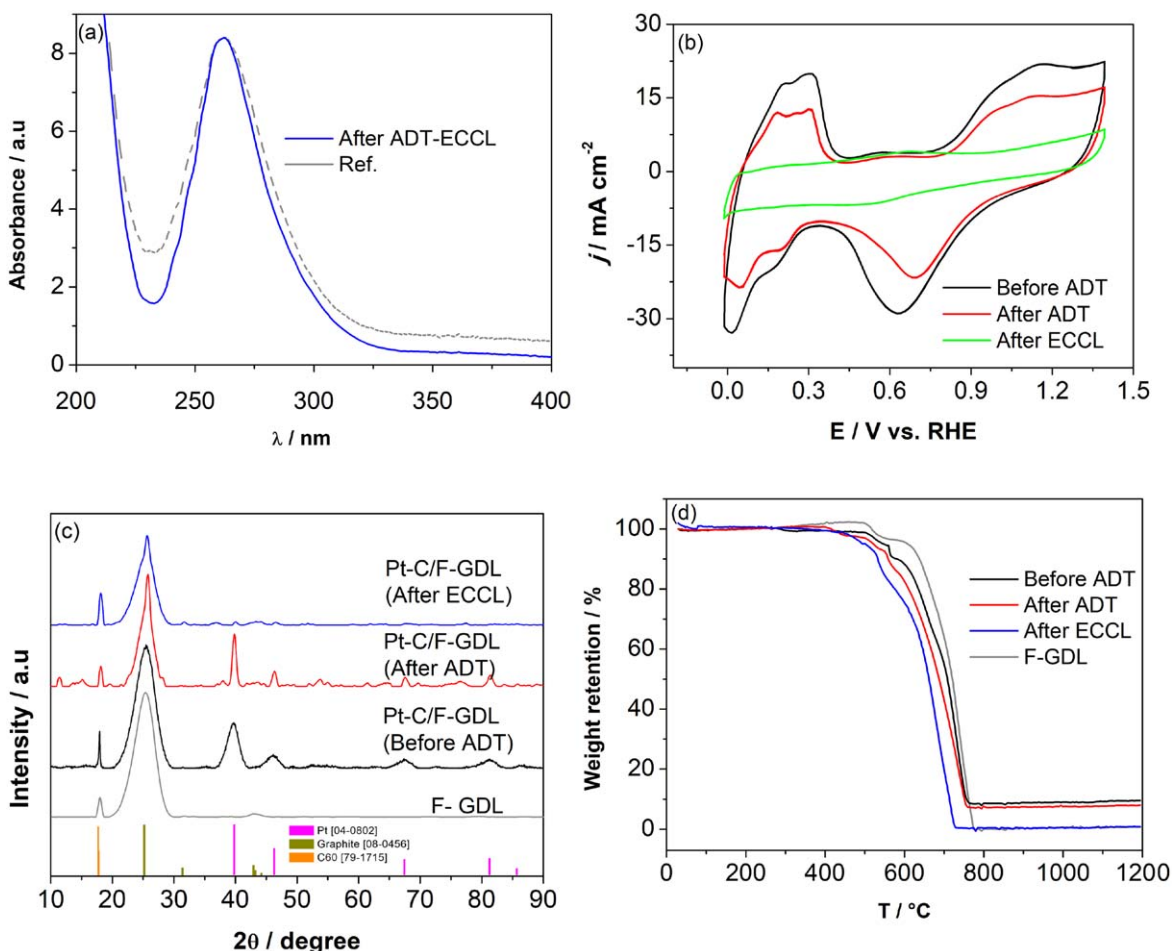 (a)
8
6
4
2
0
Absorbance / a.u
After ADT-ECCL
Ref.
200 250 300 350 400
λ / nm
(b)
30
15
0
-15
-30
j / mA cm⁻²
Before ADT
After ADT
After ECCL
0.0 0.3 0.6 0.9 1.2 1.5
E / V vs. RHE
(c)
Intensity / a.u
Pt-C/F-GDL
(After ECCL)
Pt-C/F-GDL
(After ADT)
Pt-C/F-GDL
(Before ADT)
F- GDL
Pt [04-0802]
Graphite [08-0456]
C60 [79-1715]
10 20 30 40 50 60 70 80 90
2θ / degree
(d)
100
80
60
40
20
0
Weight retention / %
Before ADT
After ADT
After ECCL
F-GDL
0 200 400 600 800 1000 1200
T / °C